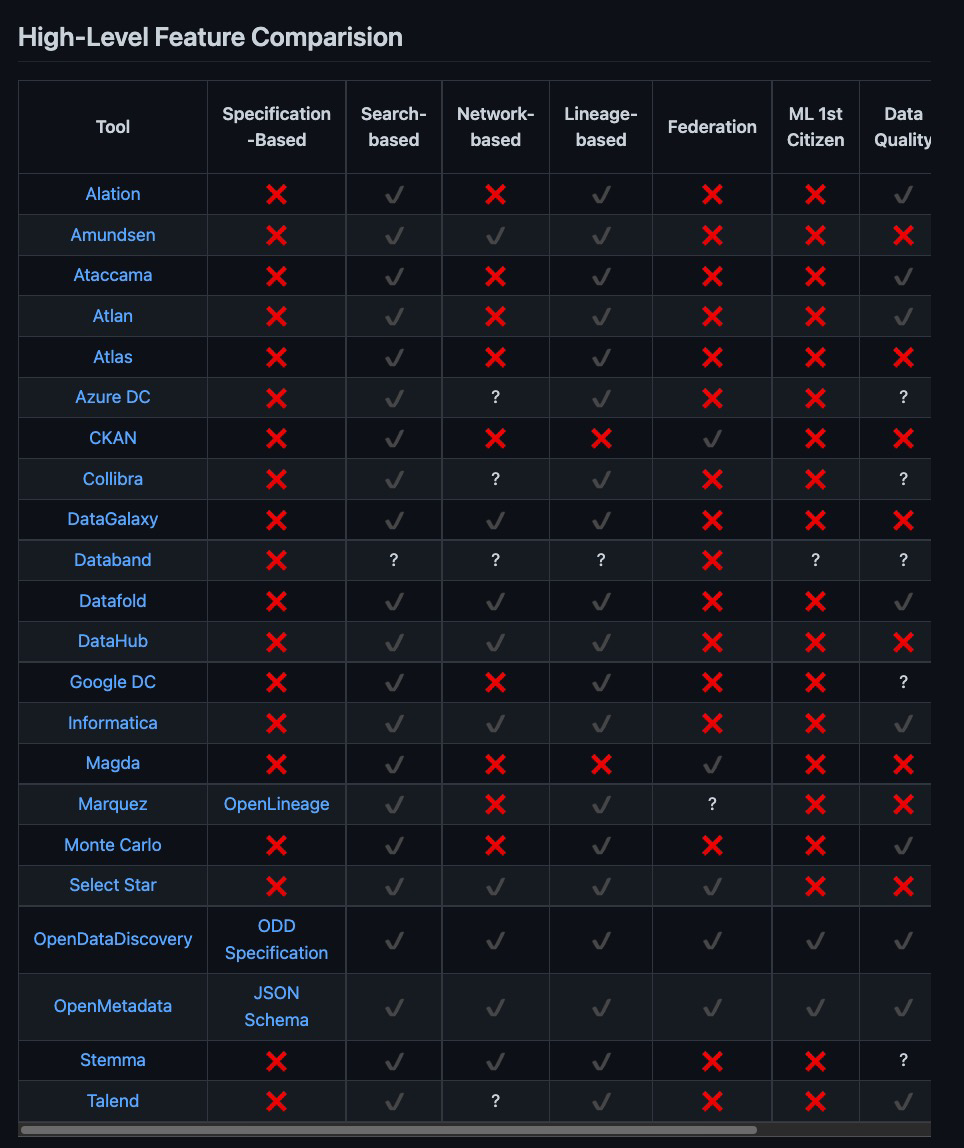 High-Level Feature Comparision
Tool Specification-Based Search-based Network-based Lineage-based Federation ML 1st Citizen Data Quality
Alation ❌ ✔ ❌ ✔ ❌ ❌ ✔
Amundsen ❌ ✔ ✔ ✔ ❌ ❌ ❌
Ataccama ❌ ✔ ❌ ✔ ❌ ❌ ✔
Atlan ❌ ✔ ❌ ✔ ❌ ❌ ✔
Atlas ❌ ✔ ❌ ✔ ❌ ❌ ❌
Azure DC ❌ ✔ ? ✔ ❌ ❌ ?
CKAN ❌ ✔ ❌ ❌ ✔ ❌ ❌
Collibra ❌ ✔ ? ✔ ❌ ❌ ?
DataGalaxy ❌ ✔ ✔ ✔ ❌ ❌ ❌
Databand ❌ ? ? ? ❌ ? ?
Datafold ❌ ✔ ✔ ✔ ❌ ❌ ✔
DataHub ❌ ✔ ✔ ✔ ❌ ❌ ❌
Google DC ❌ ✔ ❌ ✔ ❌ ❌ ?
Informatica ❌ ✔ ✔ ✔ ❌ ❌ ✔
Magda ❌ ✔ ❌ ❌ ✔ ❌ ❌
Marquez OpenLineage ✔ ❌ ✔ ? ❌ ❌
Monte Carlo ❌ ✔ ❌ ✔ ❌ ❌ ✔
Select Star ❌ ✔ ✔ ✔ ✔ ❌ ❌
OpenDataDiscovery ODD Specification ✔ ✔ ✔ ✔ ✔ ✔
OpenMetadata JSON Schema ✔ ✔ ✔ ✔ ✔ ✔
Stemma ❌ ✔ ✔ ✔ ❌ ❌ ?
Talend ❌ ✔ ? ✔ ❌ ❌ ✔